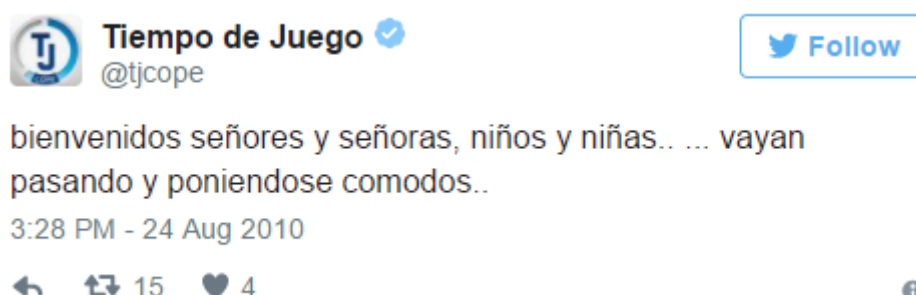 Tiempo de Juego
@tjcope
Follow
bienvenidos señores y señoras, niños y niñas.. ... vayan
pasando y poniendose comodos..
3:28 PM - 24 Aug 2010
15 4